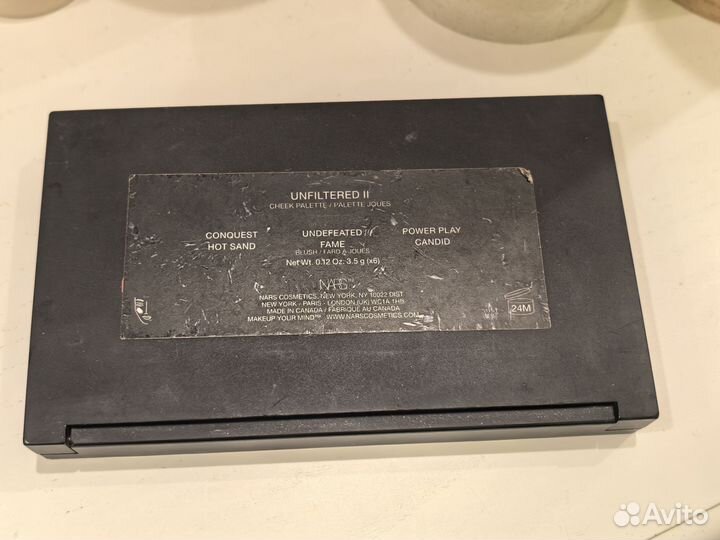 UNFILTERED II
CHEEK PALETTE / PALETTE JOUES
CONQUEST
HOT SAND
UNDEFEATED
FAME
POWER PLAY
CANDID
BLUSH / FARD À JOUES
Net Wt. 0.12 Oz. 3.5 g (x6)
NARS
NARS COSMETICS, NEW YORK, NY 10022 DIST
NEW YORK - PARIS - LONDON (UK) WC1A 1HB
MADE IN CANADA / FABRIQUÉ AU CANADA
MAKEUP YOUR MIND™ WWW.NARSCOSMETICS.COM
24M
Avito